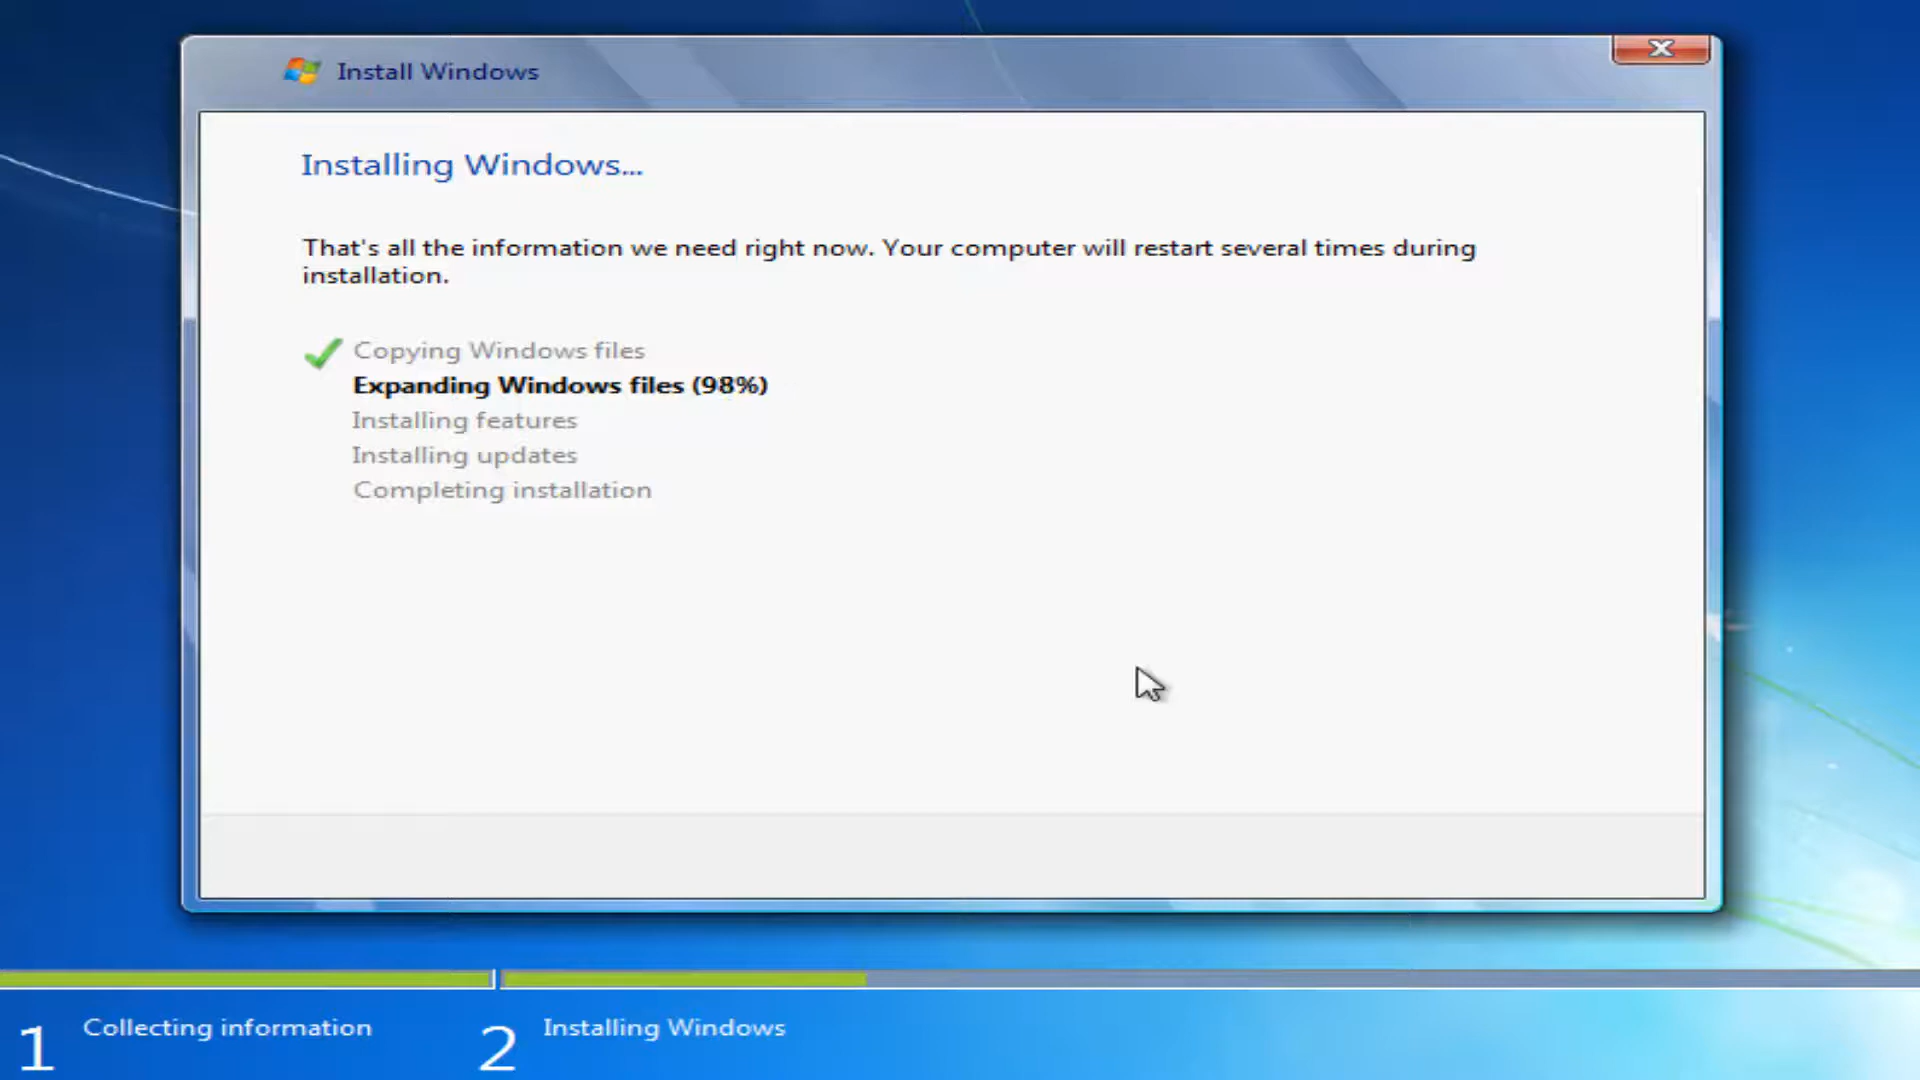 Install Windows
Installing Windows...
That's all the information we need right now. Your computer will restart several times during
installation.
Copying Windows files
Expanding Windows files (98%)
Installing features
Installing updates
Completing installation
1 Collecting information
2 Installing Windows